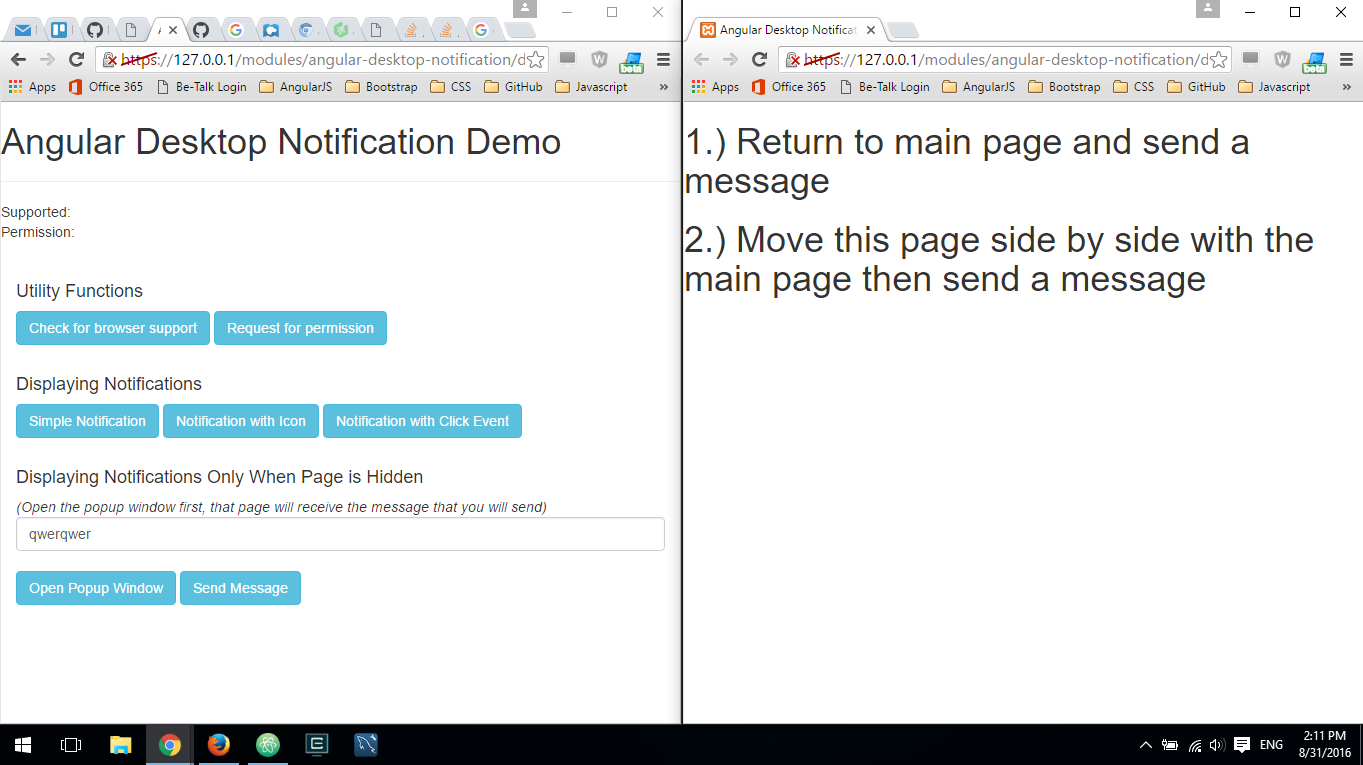 https://127.0.0.1/modules/angular-desktop-notification/d
Apps Office 365 Be-Talk Login AngularJS Bootstrap CSS GitHub Javascript »
Angular Desktop Notification Demo
Supported:
Permission:
Utility Functions
Check for browser support Request for permission
Displaying Notifications
Simple Notification Notification with Icon Notification with Click Event
Displaying Notifications Only When Page is Hidden
(Open the popup window first, that page will receive the message that you will send)
qwerqwer
Open Popup Window Send Message
Angular Desktop Notificat
https://127.0.0.1/modules/angular-desktop-notification/d
Apps Office 365 Be-Talk Login AngularJS Bootstrap CSS GitHub Javascript »
1.) Return to main page and send a
message
2.) Move this page side by side with the
main page then send a message
ENG
2:11 PM
8/31/2016